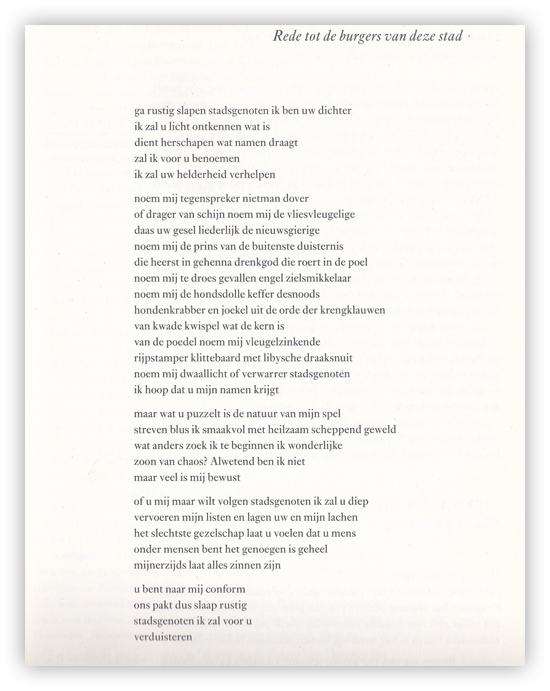 Rede tot de burgers van deze stad
ga rustig slapen stadsgenoten ik ben uw dichter
ik zal u licht ontkennen wat is
dient herschapen wat namen draagt
zal ik voor u benoemen
ik zal uw helderheid verhelpen
noem mij tegenspreker nietman dover
of drager van schijn noem mij de vliesvleugelige
daas uw gesel liederlijk de nieuwsgierige
noem mij de prins van de buitenste duisternis
die heerst in gehenna drenkgod die roert in de poel
noem mij te droes gevallen engel zielsmikkelaar
noem mij de hondsdolle keffer desnoods
hondenkrabber en joekel uit de orde der krengklauwen
van kwade kwispel wat de kern is
van de poedel noem mij vleugelzinkende
rijpstamper klittebaard met libysche draaksnuit
noem mij dwaallicht of verwarrer stadsgenoten
ik hoop dat u mijn namen krijgt
maar wat u puzzelt is de natuur van mijn spel
streven blus ik smaakvol met heilzaam scheppend geweld
wat anders zoek ik te beginnen ik wonderlijke
zoon van chaos? Alwetend ben ik niet
maar veel is mij bewust
of u mij maar wilt volgen stadsgenoten ik zal u diep
vervoeren mijn listen en lagen uw en mijn lachen
het slechtste gezelschap laat u voelen dat u mens
onder mensen bent het genoegen is geheel
mijnerzijds laat alles zinnen zijn
u bent naar mij conform
ons pakt dus slaap rustig
stadsgenoten ik zal voor u
verduisteren